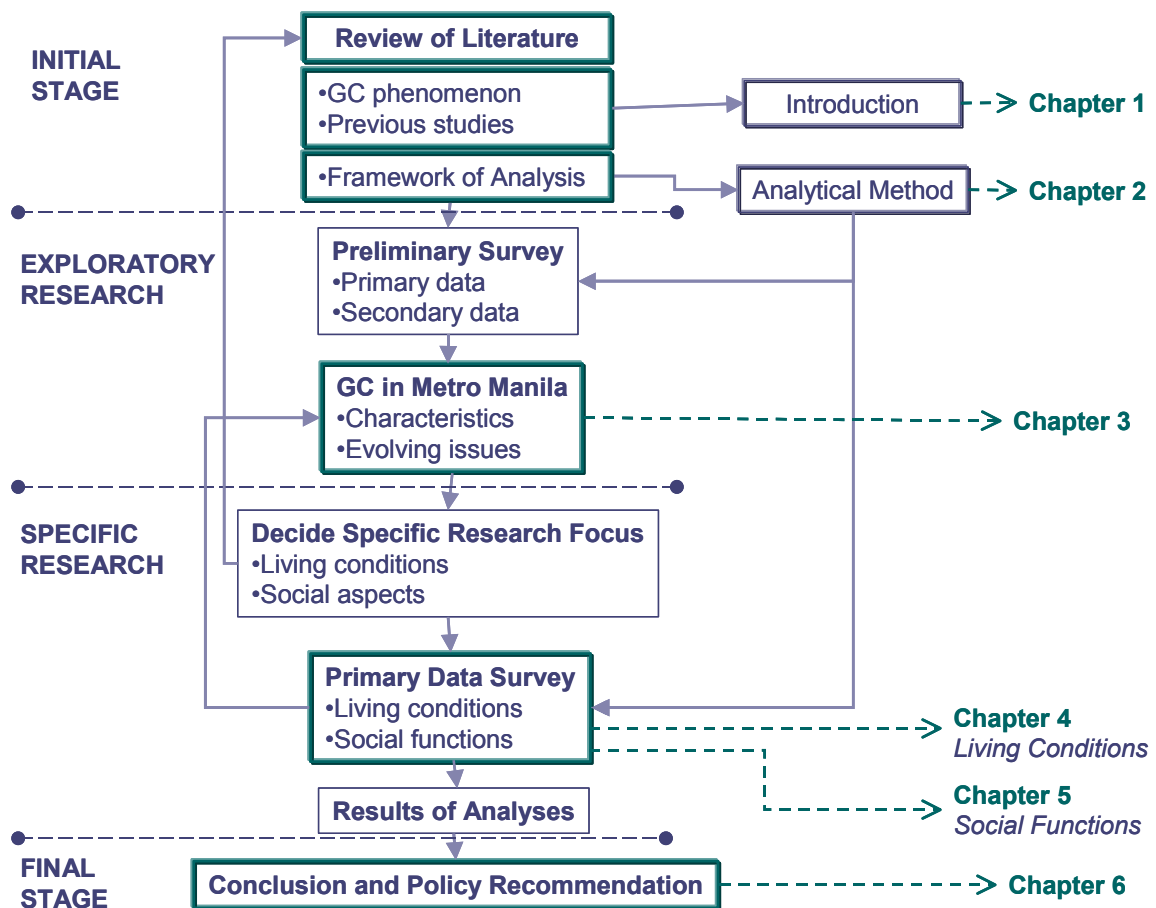 INITIAL
STAGE
Review of Literature
•GC phenomenon
•Previous studies
Introduction
Chapter 1
•Framework of Analysis
Analytical Method
Chapter 2
EXPLORATORY
RESEARCH
Preliminary Survey
•Primary data
•Secondary data
GC in Metro Manila
•Characteristics
•Evolving issues
Chapter 3
SPECIFIC
RESEARCH
Decide Specific Research Focus
•Living conditions
•Social aspects
Primary Data Survey
•Living conditions
•Social functions
Chapter 4
Living Conditions
Chapter 5
Social Functions
Results of Analyses
FINAL
STAGE
Conclusion and Policy Recommendation
Chapter 6